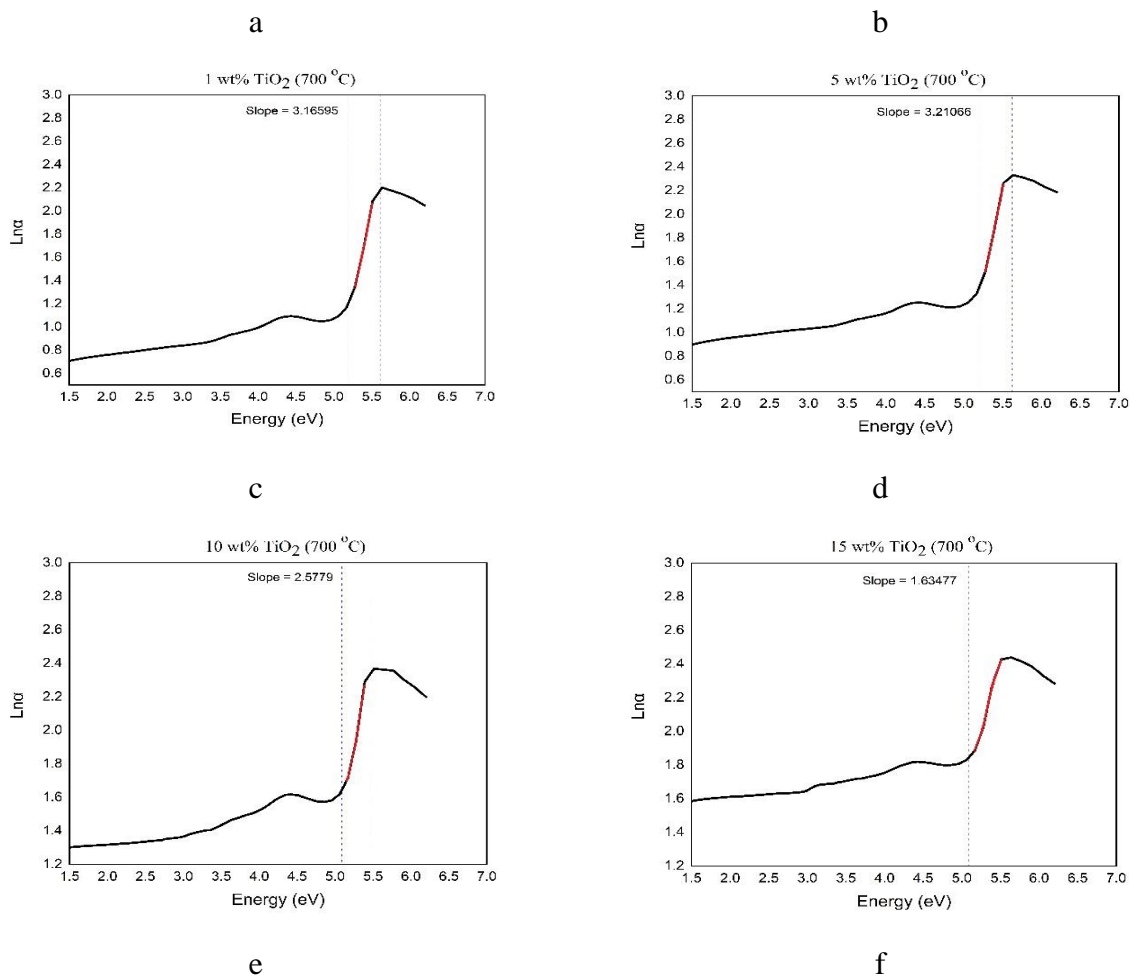 a
b
1 wt% TiO2 (700 oC)
Slope = 3.16595
3.0
2.8
2.6
2.4
2.2
2.0
1.8
1.6
1.4
1.2
1.0
0.8
0.6
Lnα
1.5 2.0 2.5 3.0 3.5 4.0 4.5 5.0 5.5 6.0 6.5 7.0
Energy (eV)
5 wt% TiO2 (700 oC)
Slope = 3.21066
3.0
2.8
2.6
2.4
2.2
2.0
1.8
1.6
1.4
1.2
1.0
0.8
0.6
Lnα
1.5 2.0 2.5 3.0 3.5 4.0 4.5 5.0 5.5 6.0 6.5 7.0
Energy (eV)
c
d
10 wt% TiO2 (700 oC)
Slope = 2.5779
3.0
2.8
2.6
2.4
2.2
2.0
1.8
1.6
1.4
1.2
Lnα
1.5 2.0 2.5 3.0 3.5 4.0 4.5 5.0 5.5 6.0 6.5 7.0
Energy (eV)
15 wt% TiO2 (700 oC)
Slope = 1.63477
3.0
2.8
2.6
2.4
2.2
2.0
1.8
1.6
1.4
1.2
Lnα
1.5 2.0 2.5 3.0 3.5 4.0 4.5 5.0 5.5 6.0 6.5 7.0
Energy (eV)
e
f